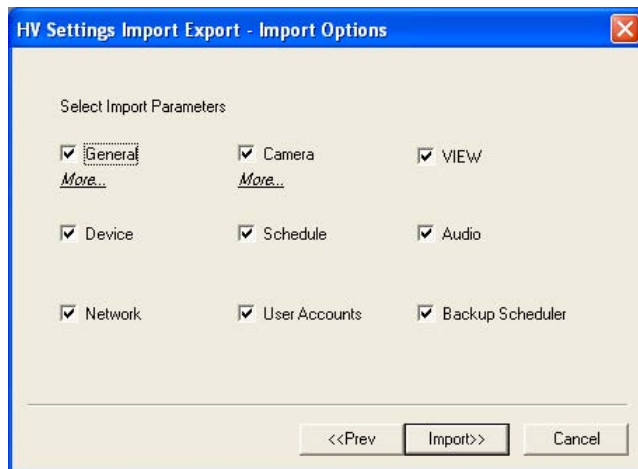 HV Settings Import Export - Import Options
Select Import Parameters
General Camera VIEW
More... More...
Device Schedule Audio
Network User Accounts Backup Scheduler
<<Prev Import>> Cancel